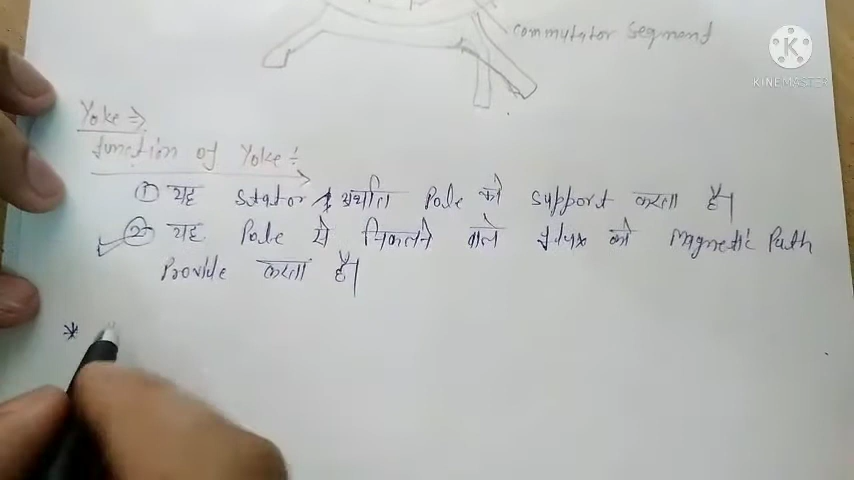 commutator segment
K
KINEMASTER
Yoke ⇒
function of Yoke ÷
① यह stator अर्थात Pole को support करता है|
② यह Pole से निकलने वाले flux को magnetic Path
Provide करता है|
*